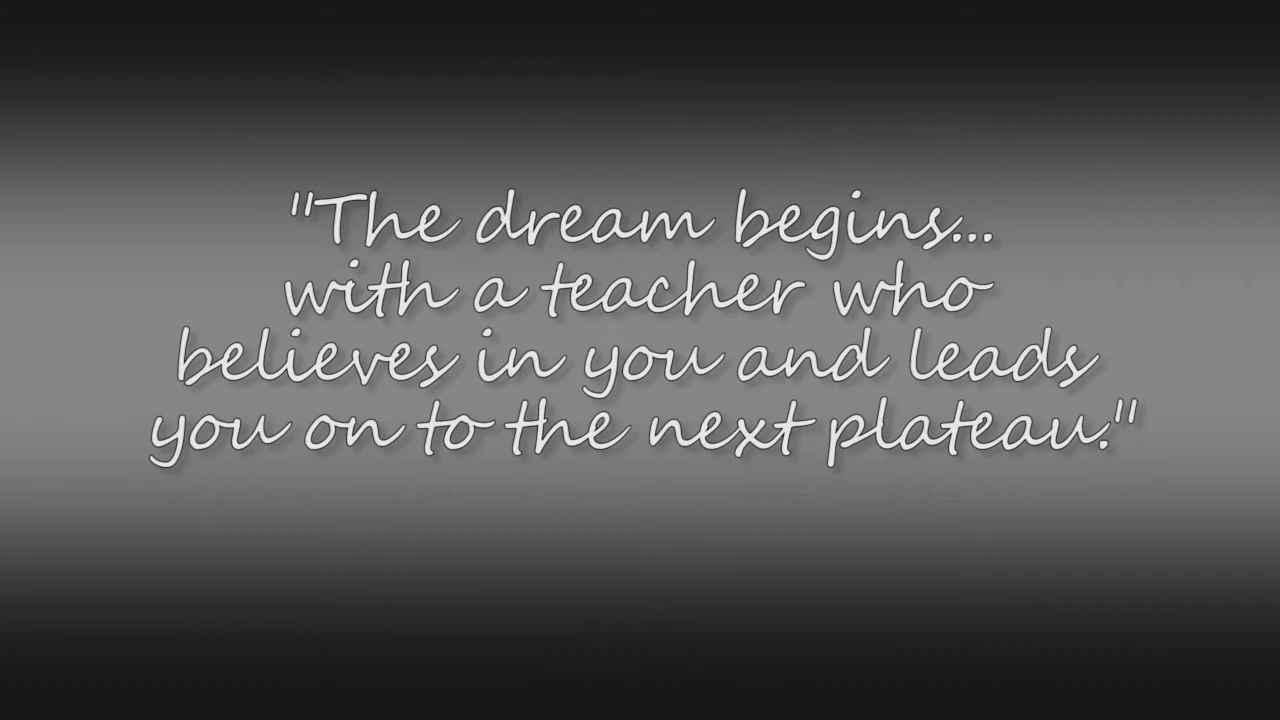 "The dream begins...
with a teacher who
believes in you and leads
you on to the next plateau."